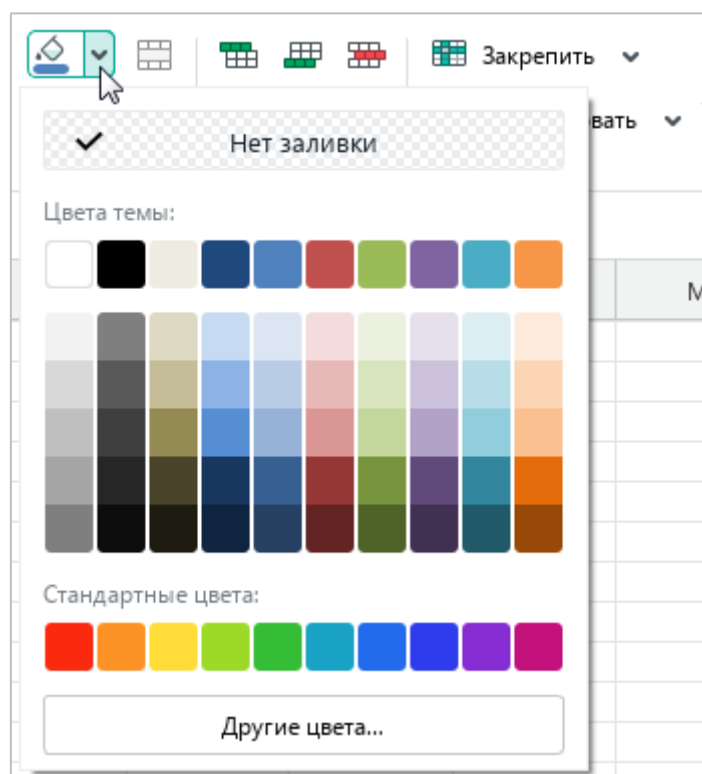 Закрепить
вать
Нет заливки
Цвета темы:
M
Стандартные цвета:
Другие цвета...